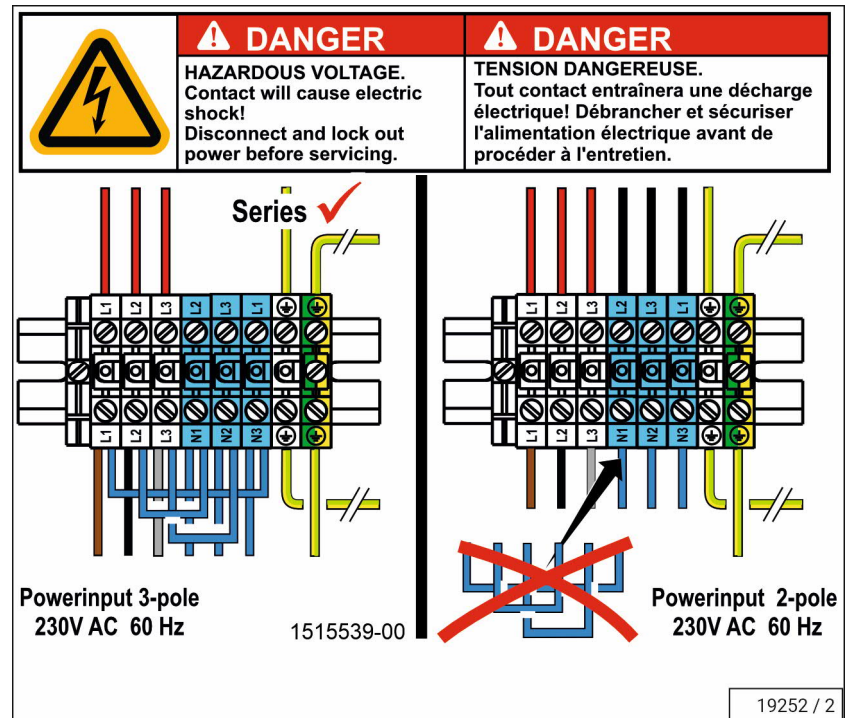 DANGER
HAZARDOUS VOLTAGE.
Contact will cause electric
shock!
Disconnect and lock out
power before servicing.
DANGER
TENSION DANGEREUSE.
Tout contact entraînera une décharge
électrique! Débrancher et sécuriser
l'alimentation électrique avant de
procéder à l'entretien.
Series
L1 L2 L3 L2 L3 L1
L1 L2 L3 N1 N2 N3
Powerinput 3-pole
230V AC 60 Hz
1515539-00
L1 L2 L3 L2 L3 L1
L1 L2 L3 N1 N2 N3
Powerinput 2-pole
230V AC 60 Hz
19252 / 2